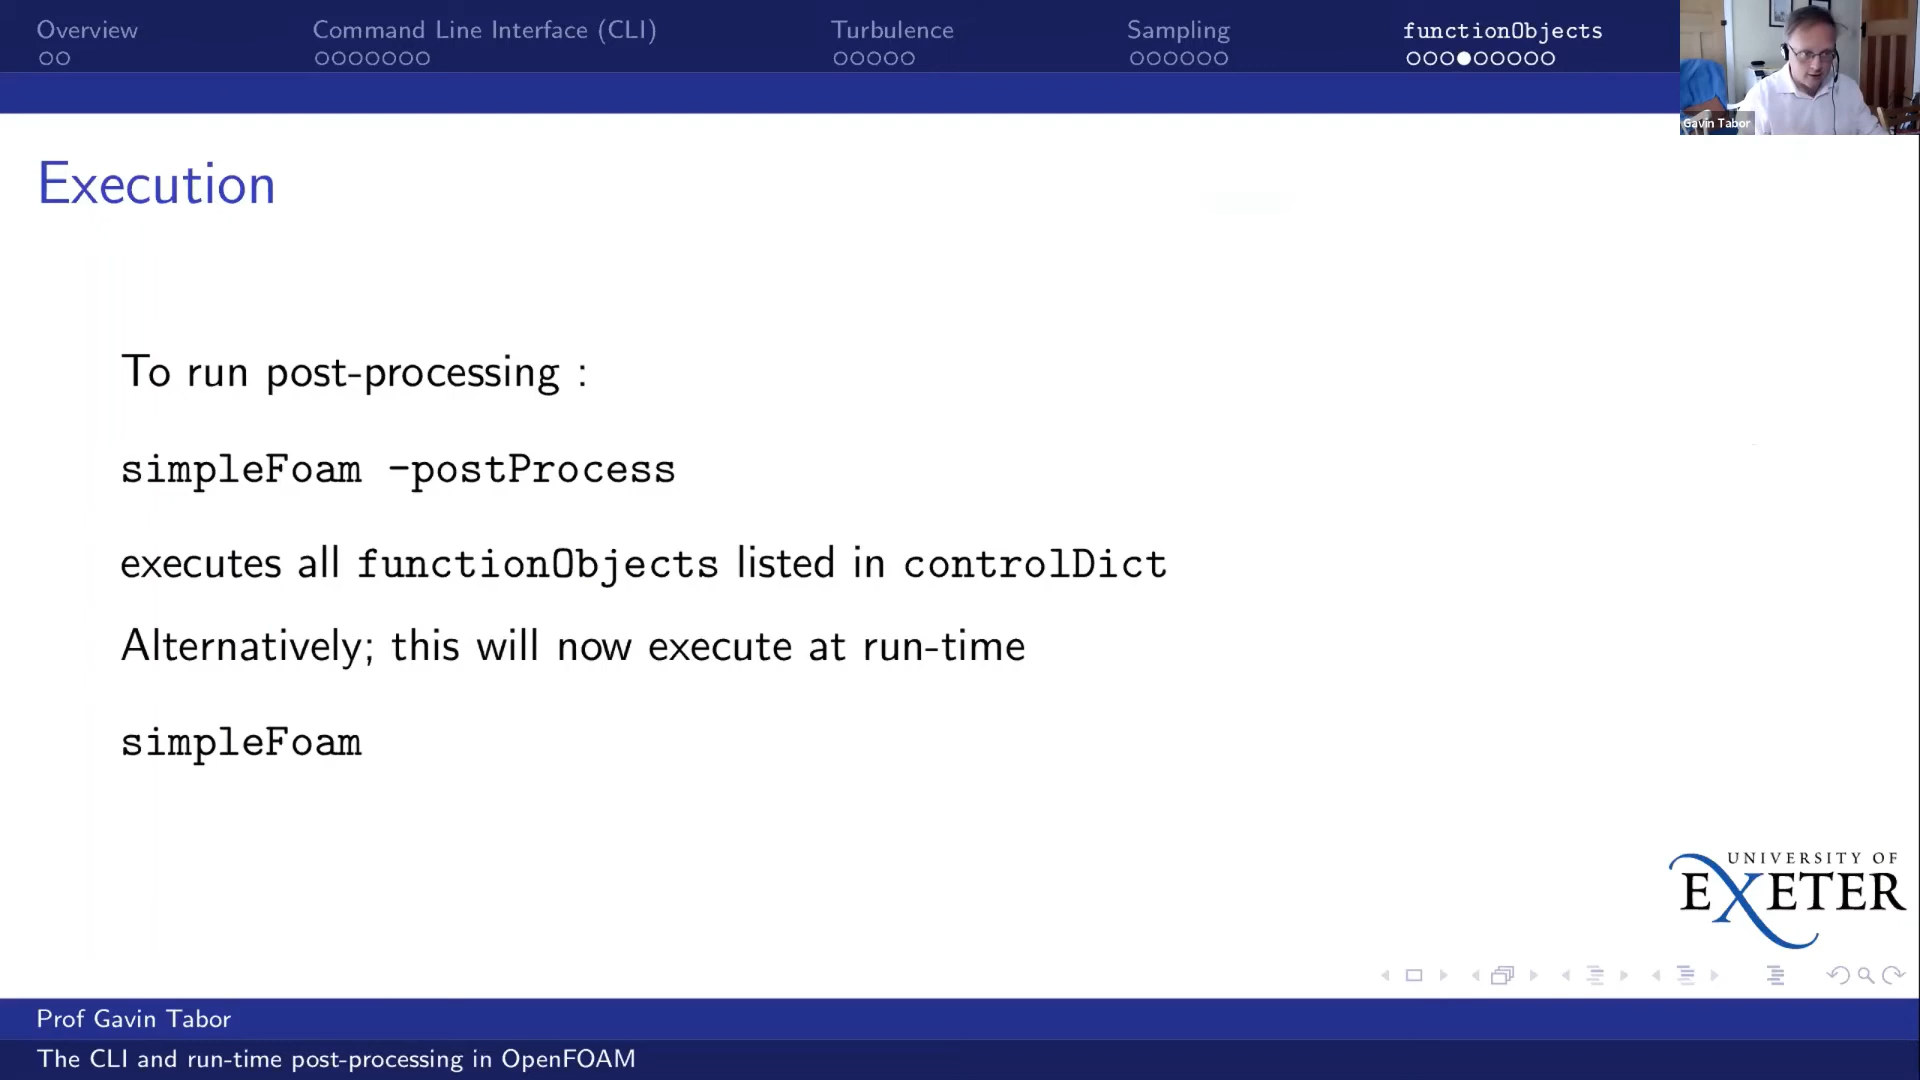 Overview
Command Line Interface (CLI)
Turbulence
Sampling
functionObjects
Gavin Tabor
Execution
To run post-processing :
simpleFoam -postProcess
executes all functionObjects listed in controlDict
Alternatively; this will now execute at run-time
simpleFoam
UNIVERSITY OF
EXETER
Prof Gavin Tabor
The CLI and run-time post-processing in OpenFOAM